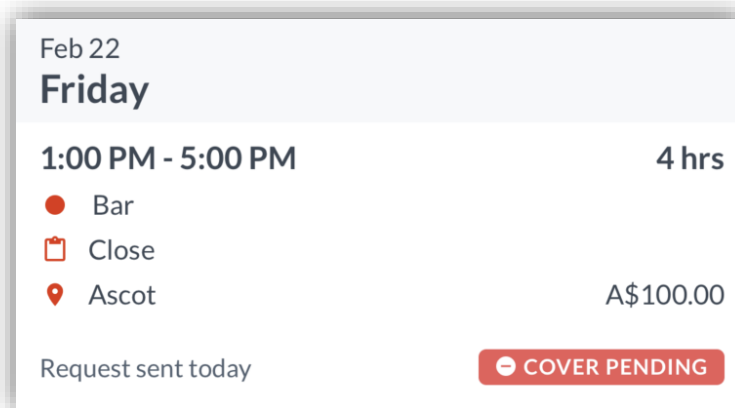 Feb 22
Friday
1:00 PM - 5:00 PM 4 hrs
Bar
Close
Ascot A$100.00
Request sent today COVER PENDING